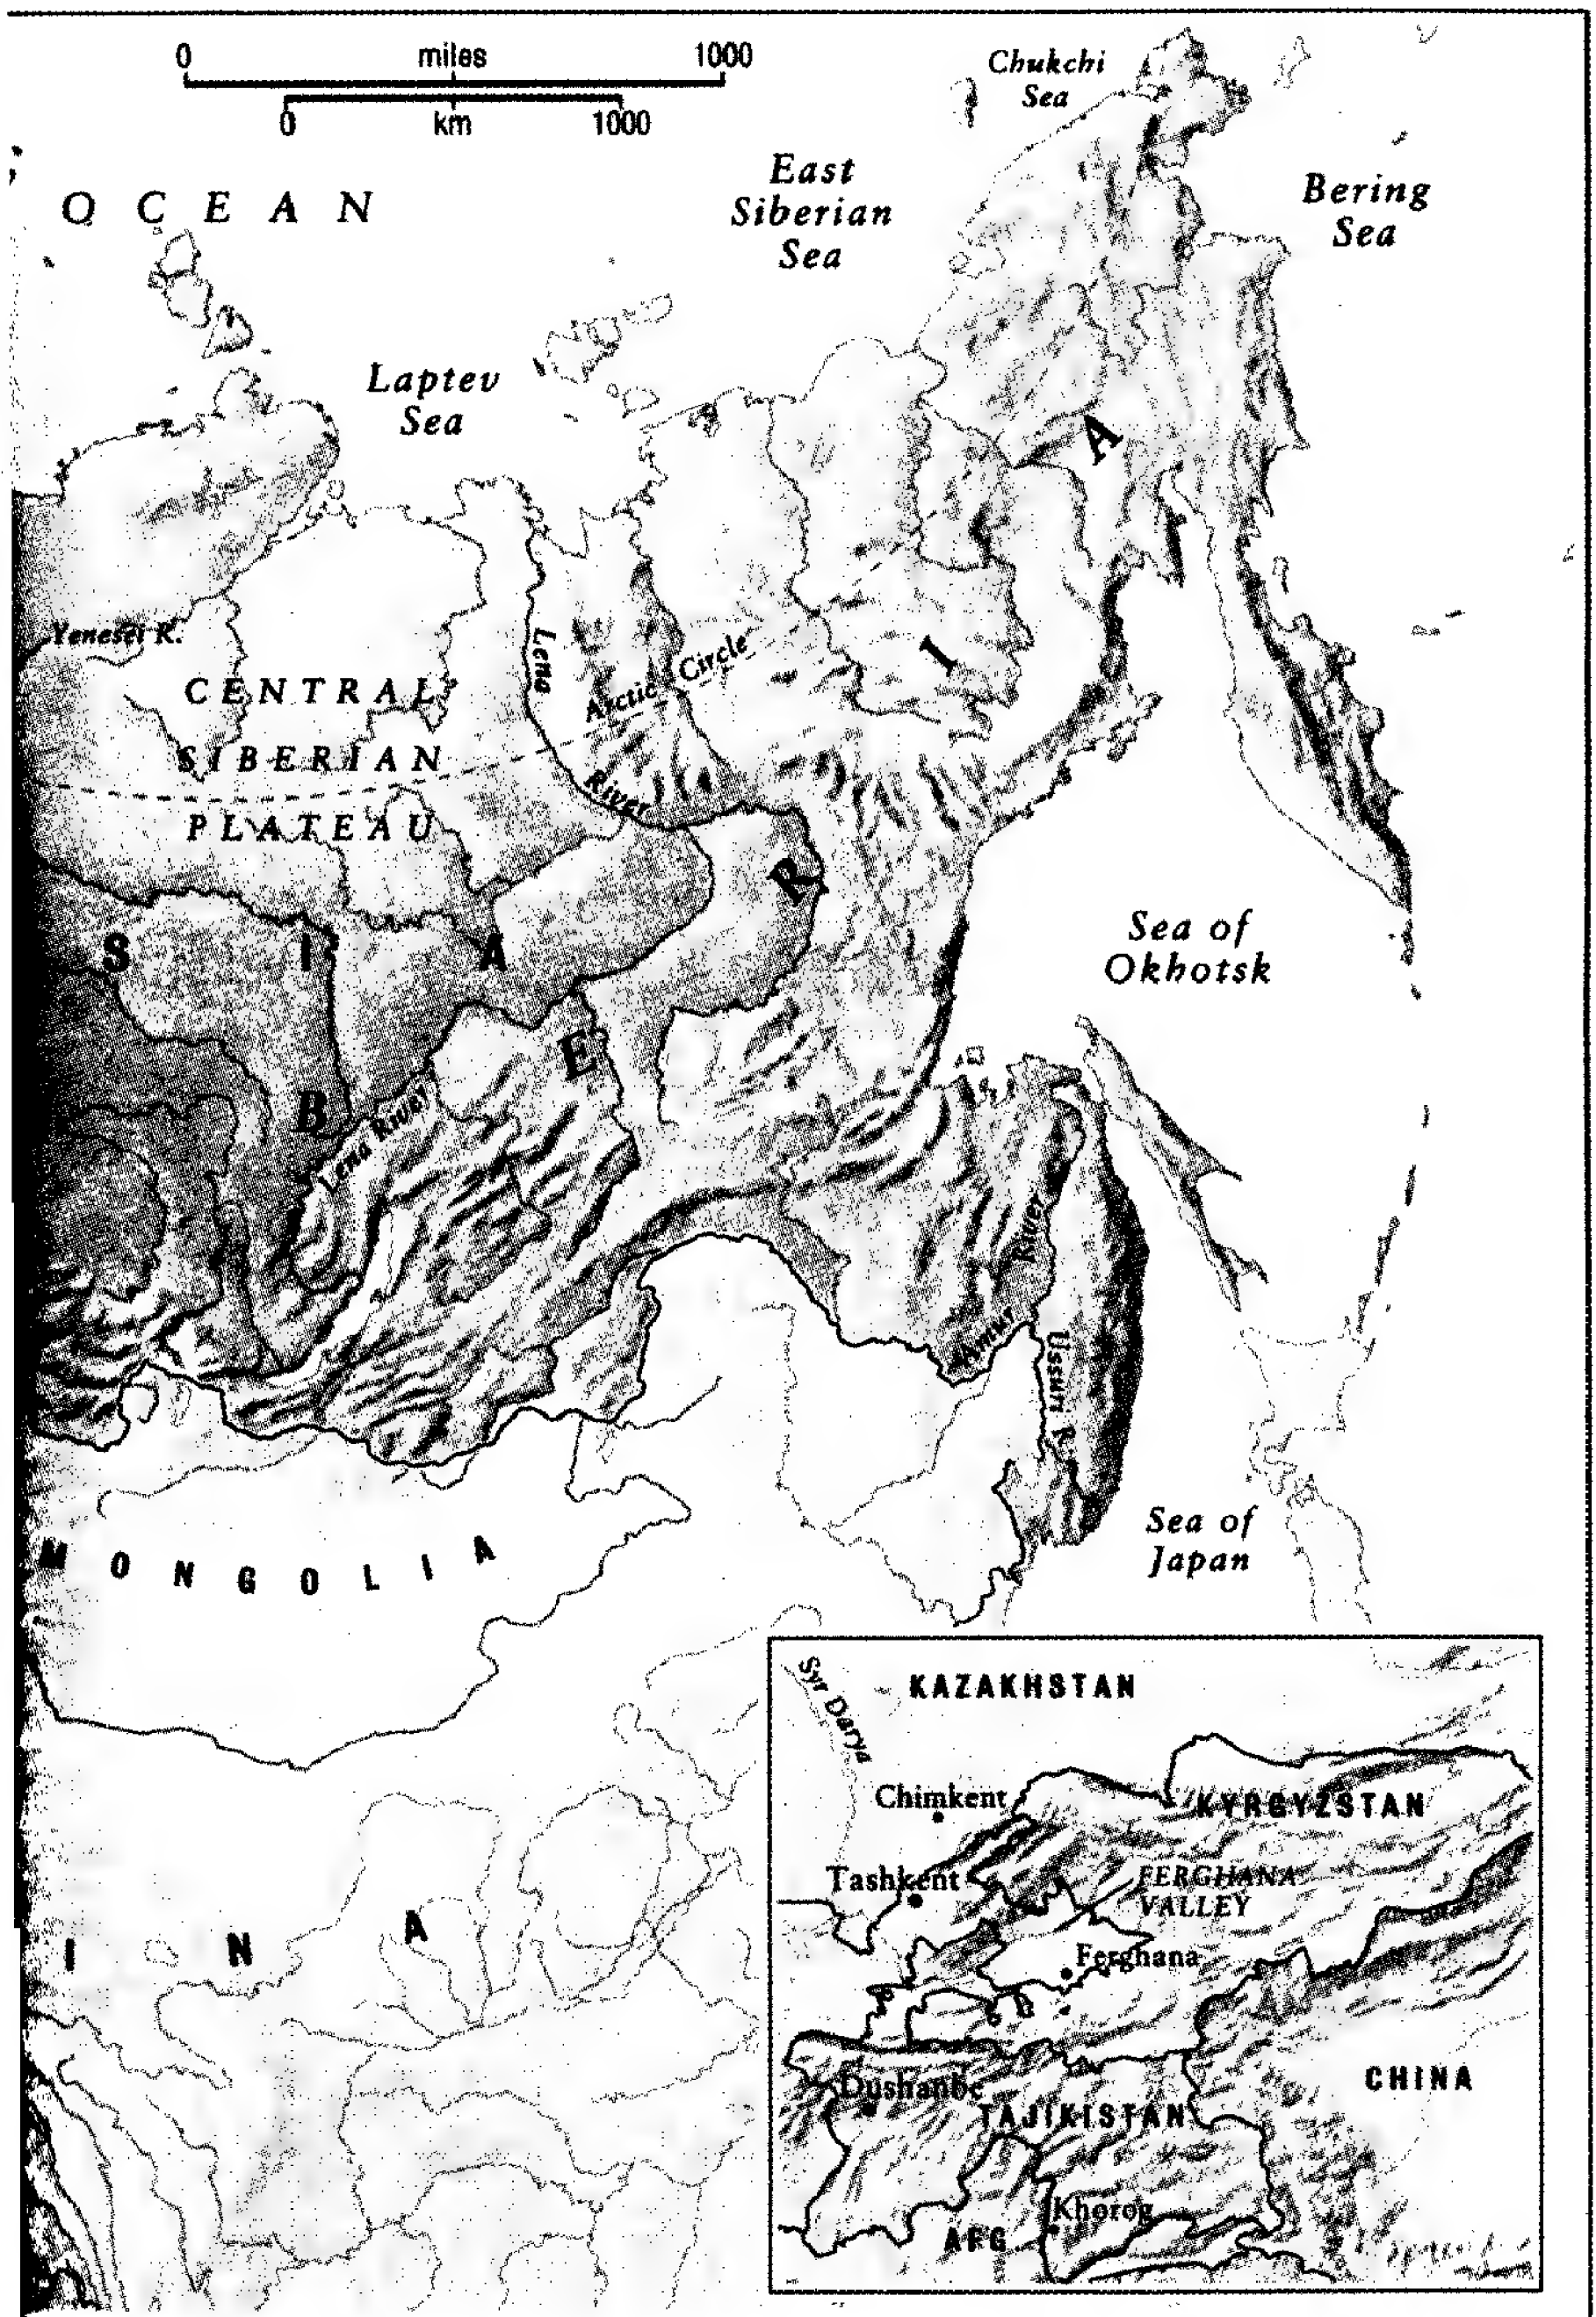 0 miles 1000
0 km 1000
Chukchi
Sea
East
Siberian
Sea
Bering
Sea
OCEAN
Laptev
Sea
Yenesei R.
Lena
River
Arctic Circle
CENTRAL
SIBERIAN
PLATEAU
SIBERIA
Sea of
Okhotsk
A
Lena River
Amur River
Ussuri R.
MONGOLIA
Sea of
Japan
I N A
Syr Darya
KAZAKHSTAN
Chimkent
KYRGYZSTAN
Tashkent
FERGHANA
VALLEY
Ferghana
Dushanbe
TAJIKISTAN
CHINA
Khorog
AFG.